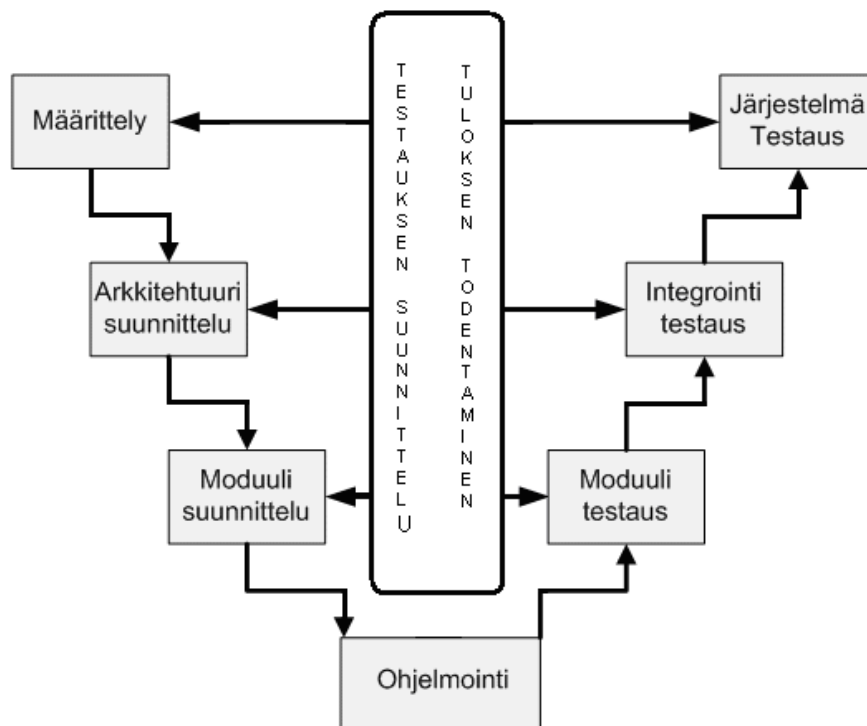 Määrittely
Arkkitehtuuri
suunnittelu
Moduuli
suunnittelu
TESTAUKSEN SUUNNITTELU
TULOKSEN TODENTAMINEN
Järjestelmä
Testaus
Integrointi
testaus
Moduuli
testaus
Ohjelmointi